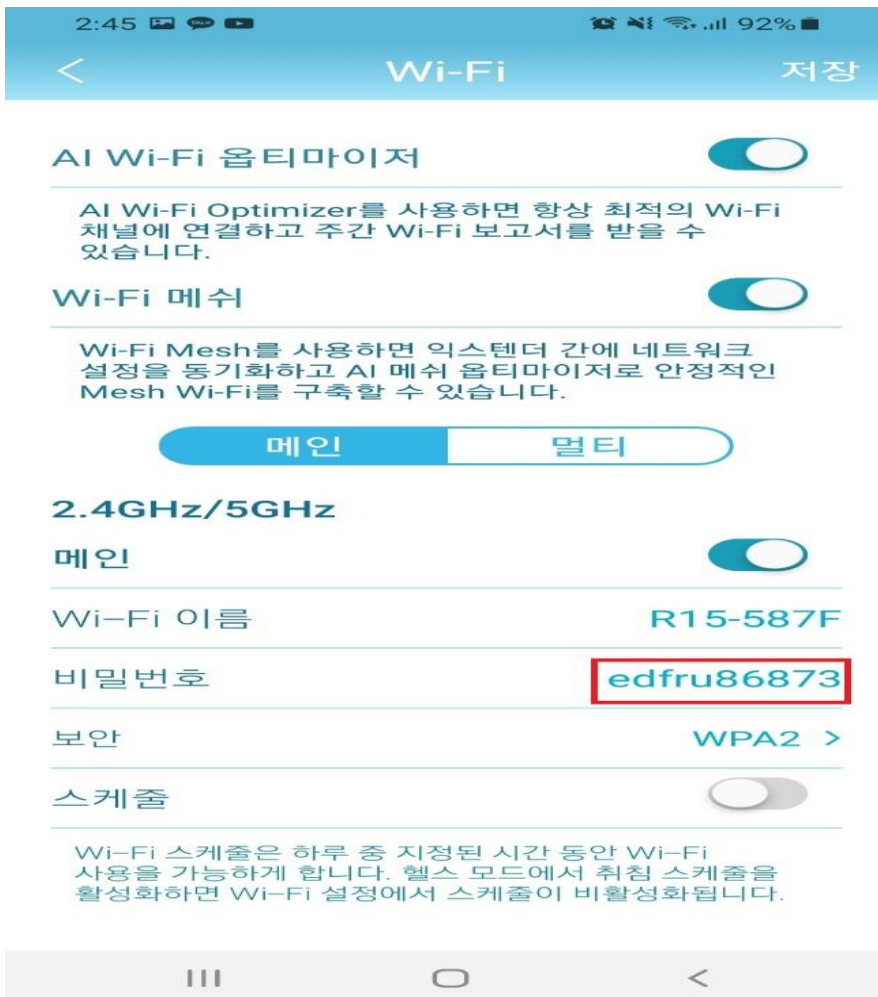 2:45 TALK 92%
Wi-Fi 저장
AI Wi-Fi 옵티마이저
AI Wi-Fi Optimizer를 사용하면 항상 최적의 Wi-Fi
채널에 연결하고 주간 Wi-Fi 보고서를 받을 수
있습니다.
Wi-Fi 메쉬
Wi-Fi Mesh를 사용하면 익스텐더 간에 네트워크
설정을 동기화하고 AI 메쉬 옵티마이저로 안정적인
Mesh Wi-Fi를 구축할 수 있습니다.
메인 멀티
2.4GHz/5GHz
메인
Wi-Fi 이름 R15-587F
비밀번호 edfru86873
보안 WPA2 >
스케줄
Wi-Fi 스케줄은 하루 중 지정된 시간 동안 Wi-Fi
사용을 가능하게 합니다. 헬스 모드에서 취침 스케줄을
활성화하면 Wi-Fi 설정에서 스케줄이 비활성화됩니다.